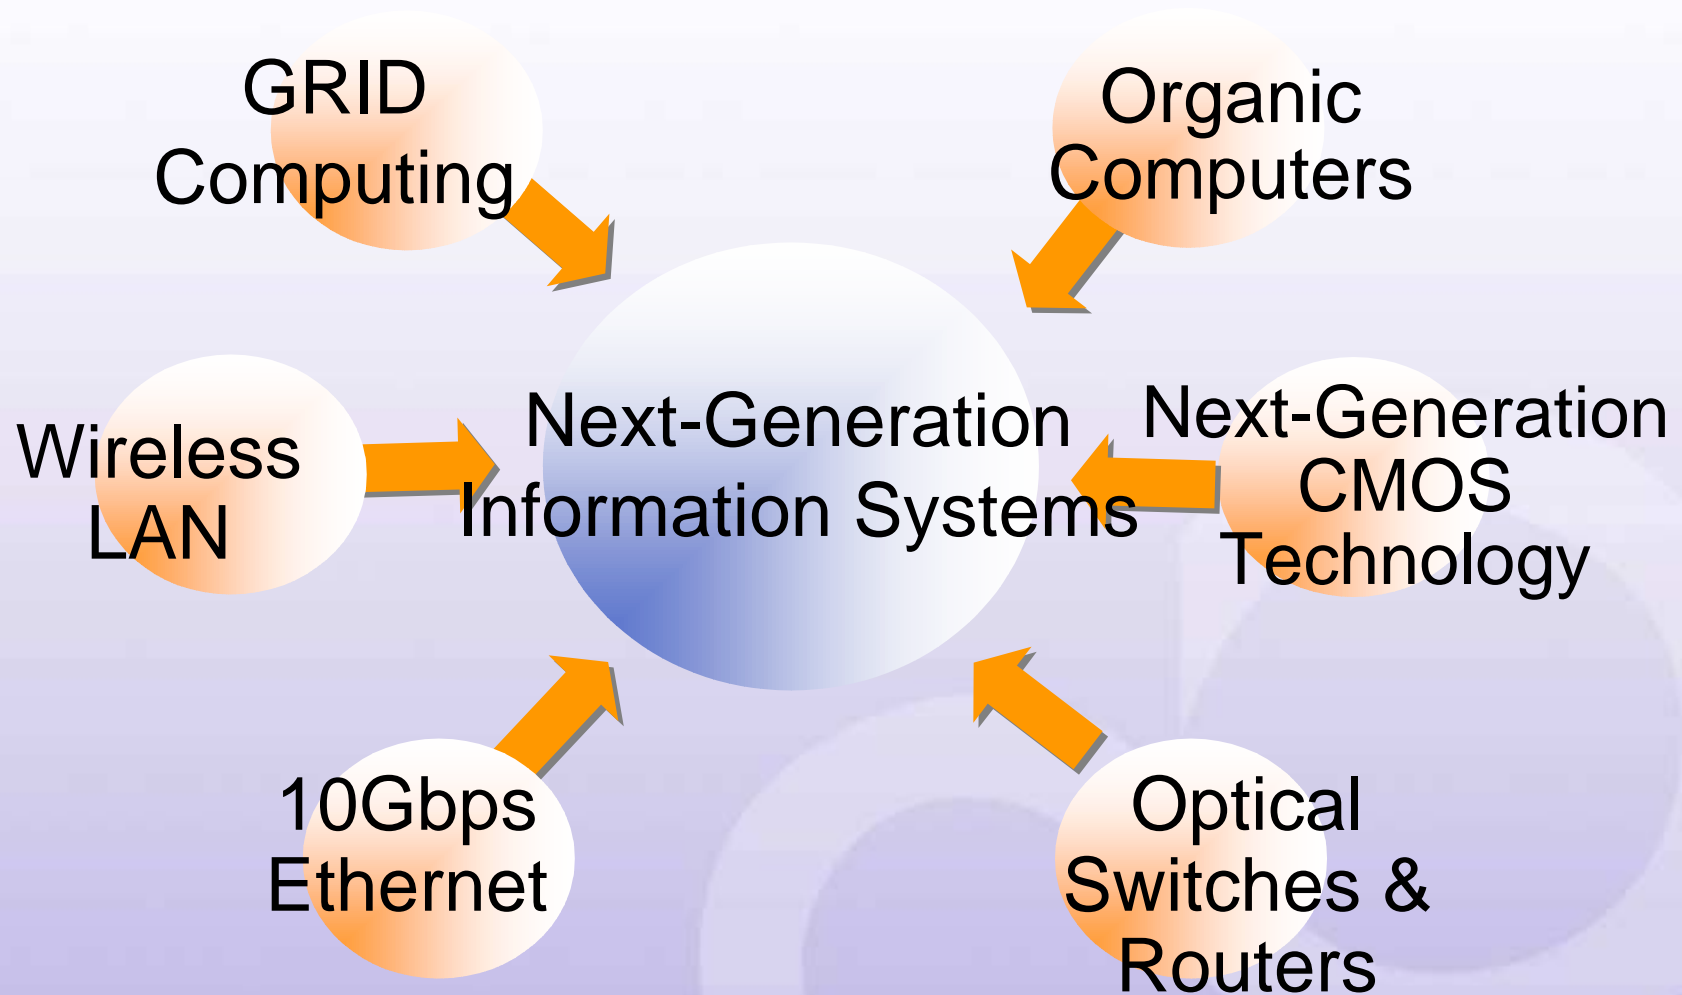 GRID
Computing
Organic
Computers
Wireless
LAN
Next-Generation
Information Systems
Next-Generation
CMOS
Technology
10Gbps
Ethernet
Optical
Switches &
Routers